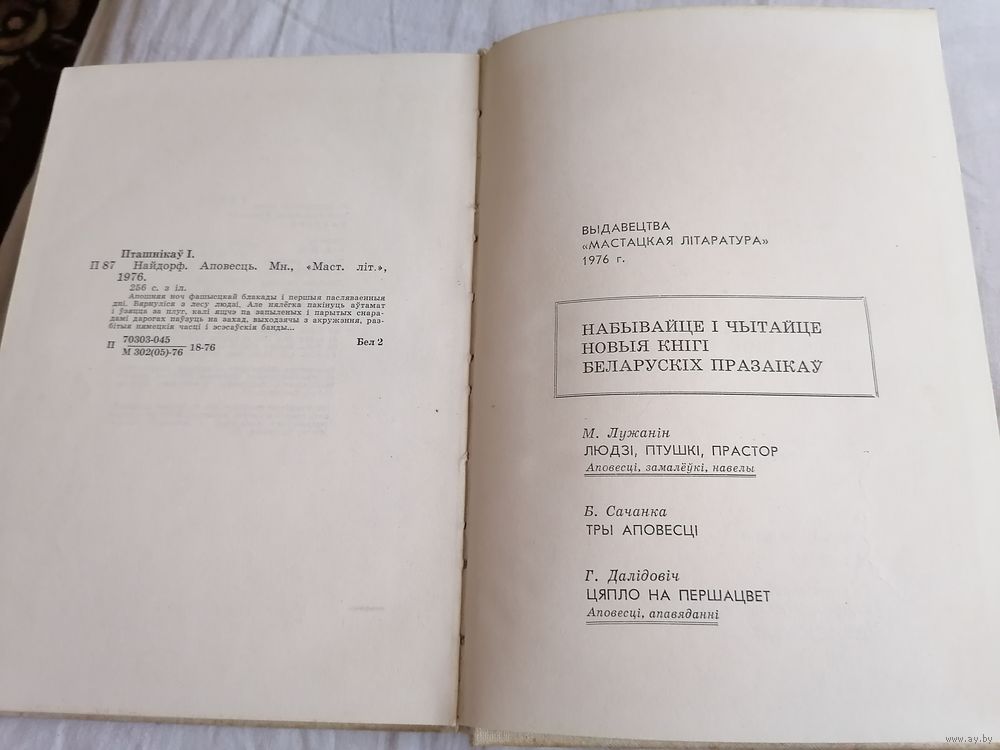 Пташнікаў І.
П 87 Найдорф. Аповесць. Мн., «Маст. літ.»,
1976.
256 с. з іл.
Апошняя ноч фашысцкай блакады і першыя пасляваенныя
дні. Вярнуліся з лесу людзі. Але нялёгка пакінуць аўтамат
і ўзяцца за плуг, калі яшчэ па запыленых і парытых снара-
дамі дарогах паўзуць на захад, выходзячы з акружэння, раз-
бітыя нямецкія часці і эсэсаўскія банды...
П 70303-045
М 302(05)-76 18-76 Бел 2
ВЫДАВЕЦТВА
«МАСТАЦКАЯ ЛІТАРАТУРА»
1976 г.
НАБЫВАЙЦЕ І ЧЫТАЙЦЕ
НОВЫЯ КНІГІ
БЕЛАРУСКІХ ПРАЗАІКАЎ
М. Лужанін
ЛЮДЗІ, ПТУШКІ, ПРАСТОР
Аповесці, замалёўкі, навелы
Б. Сачанка
ТРЫ АПОВЕСЦІ
Г. Далідовіч
ЦЯПЛО НА ПЕРШАЦВЕТ
Аповесці, апавяданні
www.ay.by